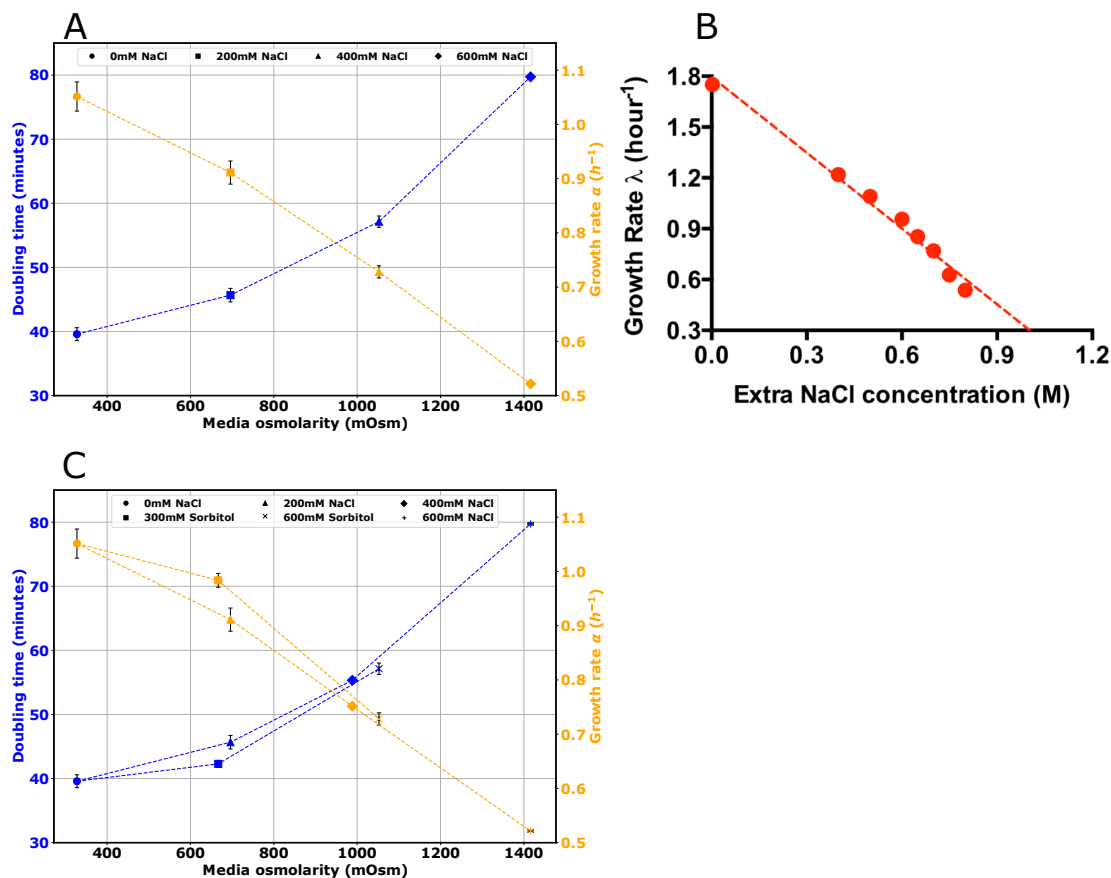 A
0mM NaCl 200mM NaCl 400mM NaCl 600mM NaCl
80
70
60
50
40
30
Doubling time (minutes)
1.1
1.0
0.9
0.8
0.7
0.6
0.5
Growth rate α (h⁻¹)
400 600 800 1000 1200 1400
Media osmolarity (mOsm)
B
1.8
1.5
1.2
0.9
0.6
0.3
Growth Rate λ (hour⁻¹)
0.0 0.3 0.6 0.9 1.2
Extra NaCl concentration (M)
C
0mM NaCl 200mM NaCl 400mM NaCl
300mM Sorbitol 600mM Sorbitol 600mM NaCl
80
70
60
50
40
30
Doubling time (minutes)
1.1
1.0
0.9
0.8
0.7
0.6
0.5
Growth rate α (h⁻¹)
400 600 800 1000 1200 1400
Media osmolarity (mOsm)